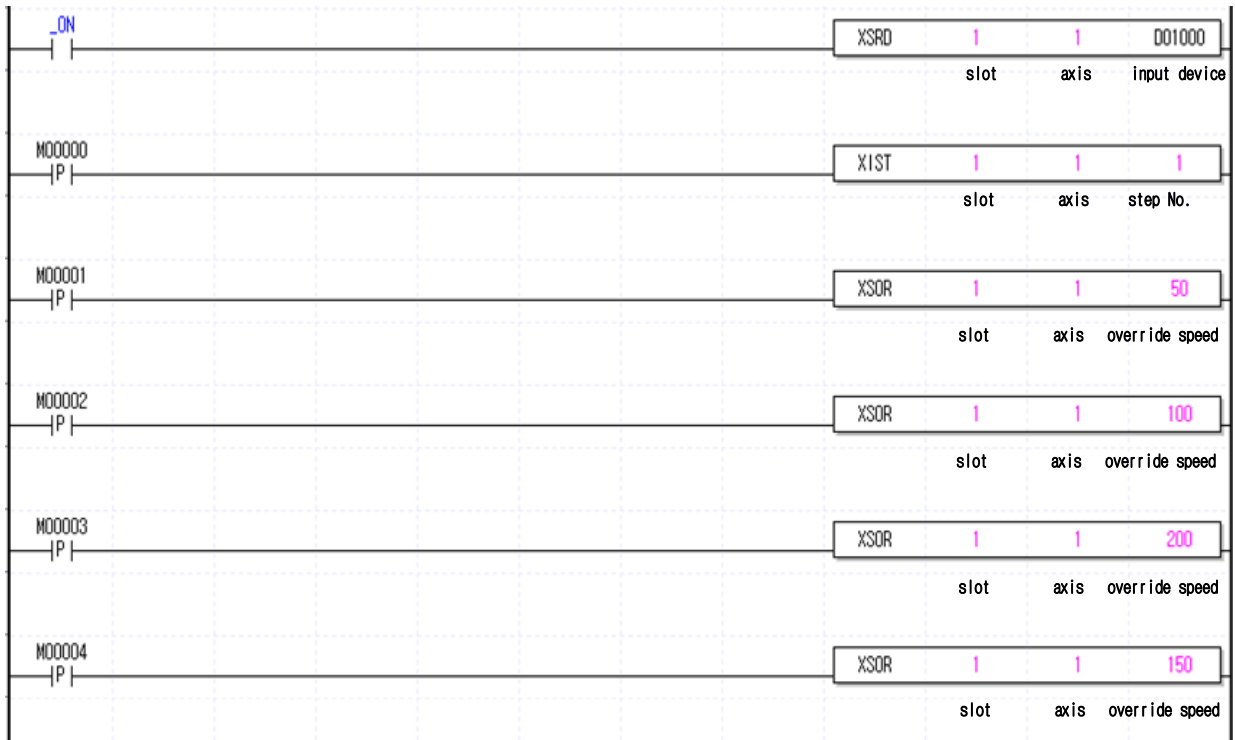 _ON
XSRD 1 1 D01000
slot axis input device
M00000
P XIST 1 1 1
slot axis step No.
M00001
P XSOR 1 1 50
slot axis override speed
M00002
P XSOR 1 1 100
slot axis override speed
M00003
P XSOR 1 1 200
slot axis override speed
M00004
P XSOR 1 1 150
slot axis override speed